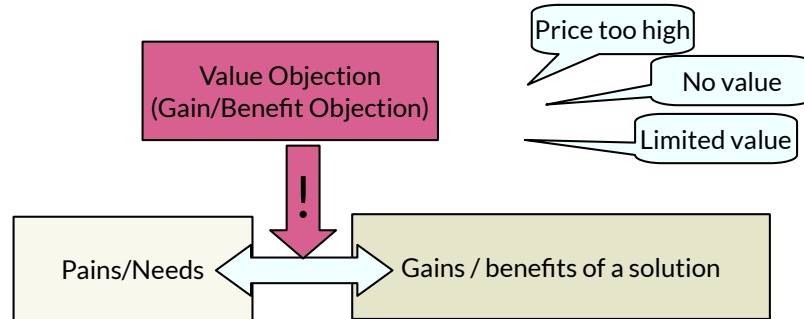 Price too high
Value Objection
(Gain/Benefit Objection)
No value
Limited value
!
Pains/Needs
Gains / benefits of a solution